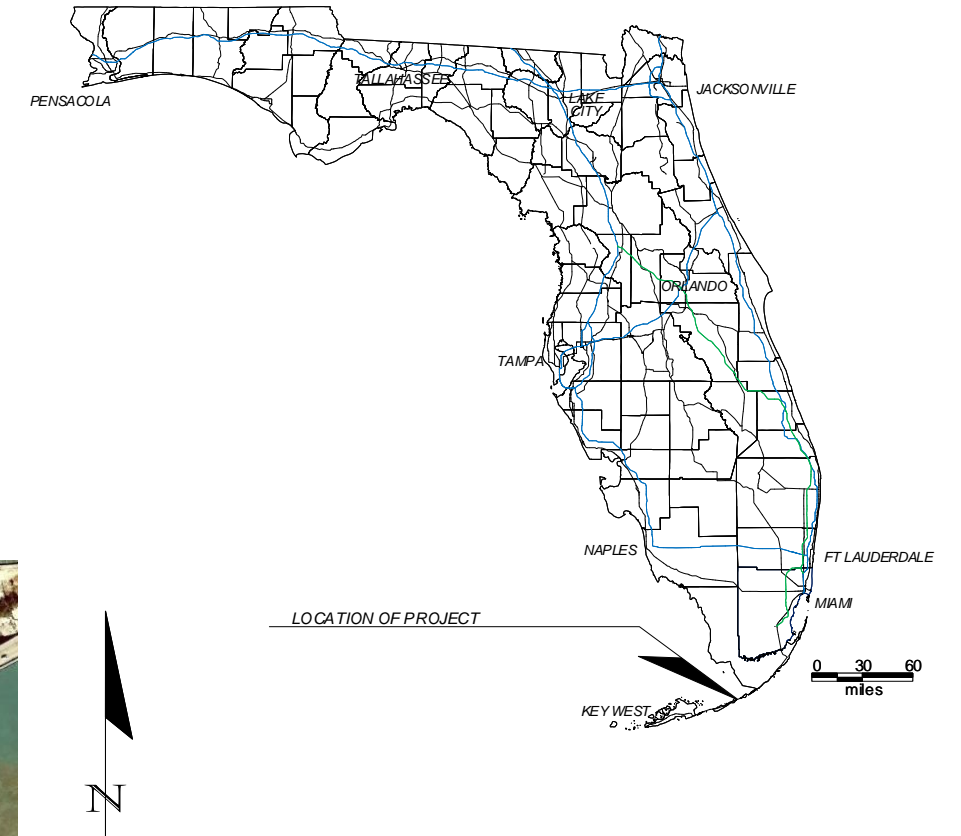 TALLAHASSEE
PENSACOLA
JACKSONVILLE
LAKE
CITY
ORLANDO
TAMPA
NAPLES
FT LAUDERDALE
MIAMI
LOCATION OF PROJECT
0 30 60
miles
KEY WEST
N